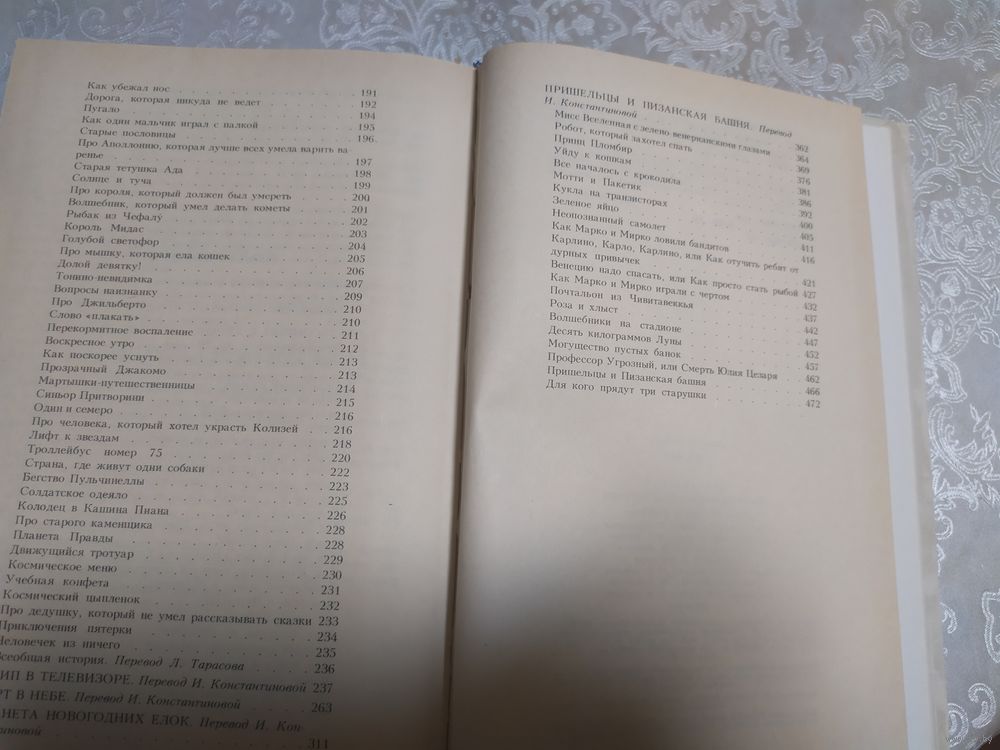 Как убежал нос 191
Дорога, которая никуда не ведет 192
Пугало 194
Как один мальчик играл с палкой 195
Старые пословицы 196
Про Аполлонию, которая лучше всех умела варить ва-
ренье 197
Старая тетушка Ада 198
Солнце и туча 199
Про короля, который должен был умереть 200
Волшебник, который умел делать кометы 201
Рыбак из Чефалу 202
Король Мидас 203
Голубой светофор 204
Про мышку, которая ела кошек 205
Долой девятку! 206
Тонино-невидимка 207
Вопросы наизнанку 209
Про Джильберто 210
Слово «плакать» 210
Перекормитное воспаление 211
Воскресное утро 212
Как поскорее уснуть 213
Прозрачный Джакомо 213
Мартышки-путешественницы 214
Синьор Притворини 215
Один и семеро 216
Про человека, который хотел украсть Колизей 216
Лифт к звездам 218
Троллейбус номер 75 220
Страна, где живут одни собаки 222
Бегство Пульчинеллы 223
Солдатское одеяло 225
Колодец в Кашина Пиана 226
Про старого каменщика 228
Планета Правды 228
Движущийся тротуар 229
Космическое меню 230
Учебная конфета 231
Космический цыпленок 232
Про дедушку, который не умел рассказывать сказки 233
Приключения пятерки 234
Человечек из ничего 235
Всеобщая история. Перевод Л. Тарасова 236
ИП В ТЕЛЕВИЗОРЕ. Перевод И. Константиновой 237
РТ В НЕБЕ. Перевод И. Константиновой 263
НЕТА НОВОГОДНИХ ЕЛОК. Перевод И. Кон-
тиновой 311
ПРИШЕЛЬЦЫ И ПИЗАНСКАЯ БАШНЯ. Перевод
И. Константиновой 362
Мисс Вселенная с зелено венерианскими глазами 364
Робот, который захотел спать 369
Принц Пломбир 376
Уйду к кошкам 381
Все началось с крокодила 386
Мотти и Пакетик 392
Кукла на транзисторах 400
Зеленое яйцо 405
Неопознанный самолет 411
Как Марко и Мирко ловили бандитов 416
Карлино, Карло, Карлино, или Как отучить ребят от
дурных привычек 421
Венецию надо спасать, или Как просто стать рыбой 427
Как Марко и Мирко играли с чертом 432
Почтальон из Чивитавеккья 437
Роза и хлыст 442
Волшебники на стадионе 447
Десять килограммов Луны 452
Могущество пустых банок 457
Профессор Угрозный, или Смерть Юлия Цезаря 462
Пришельцы и Пизанская башня 466
Для кого прядут три старушки 472